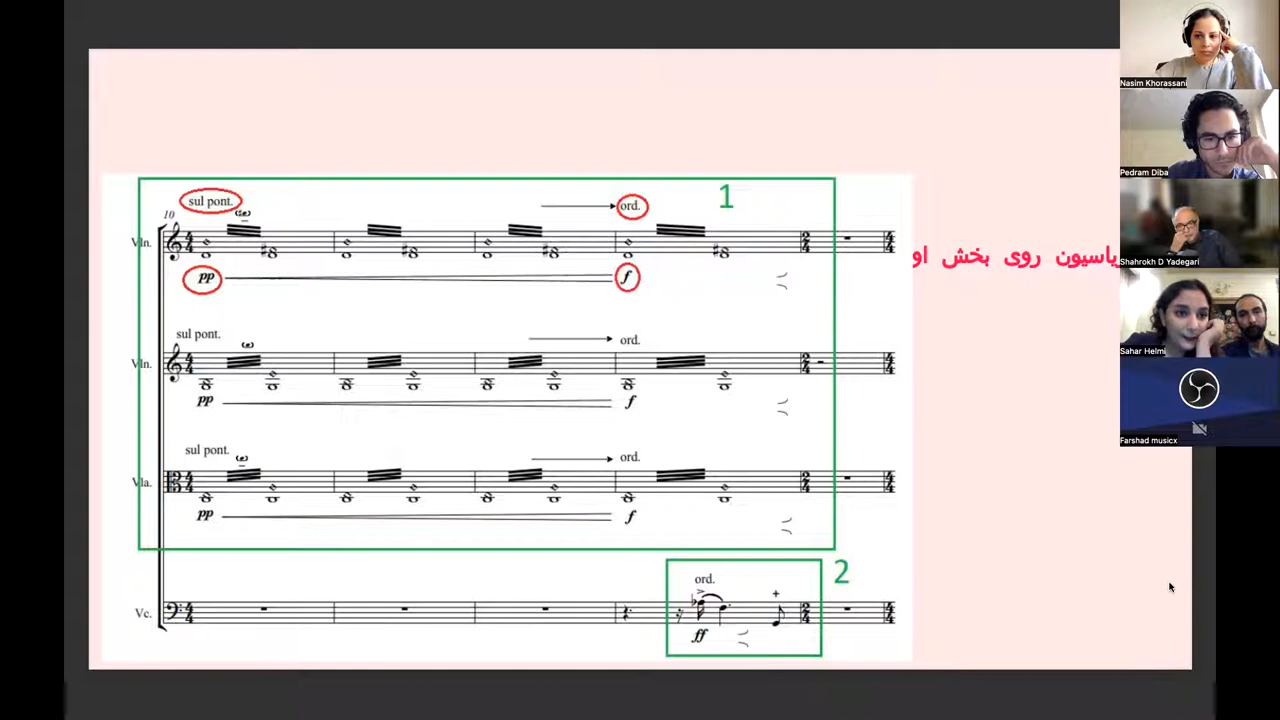 sul pont.
ord.
1
10
Vln.
pp
f
یاسیون روی بخش او
sul pont.
ord.
Vln.
pp
f
sul pont.
ord.
Vla.
pp
f
ord.
2
Vc.
ff
Nasim Khorassani
Pedram Diba
Shahrokh D Yadegari
Sahar Helmi
Farshad musicx